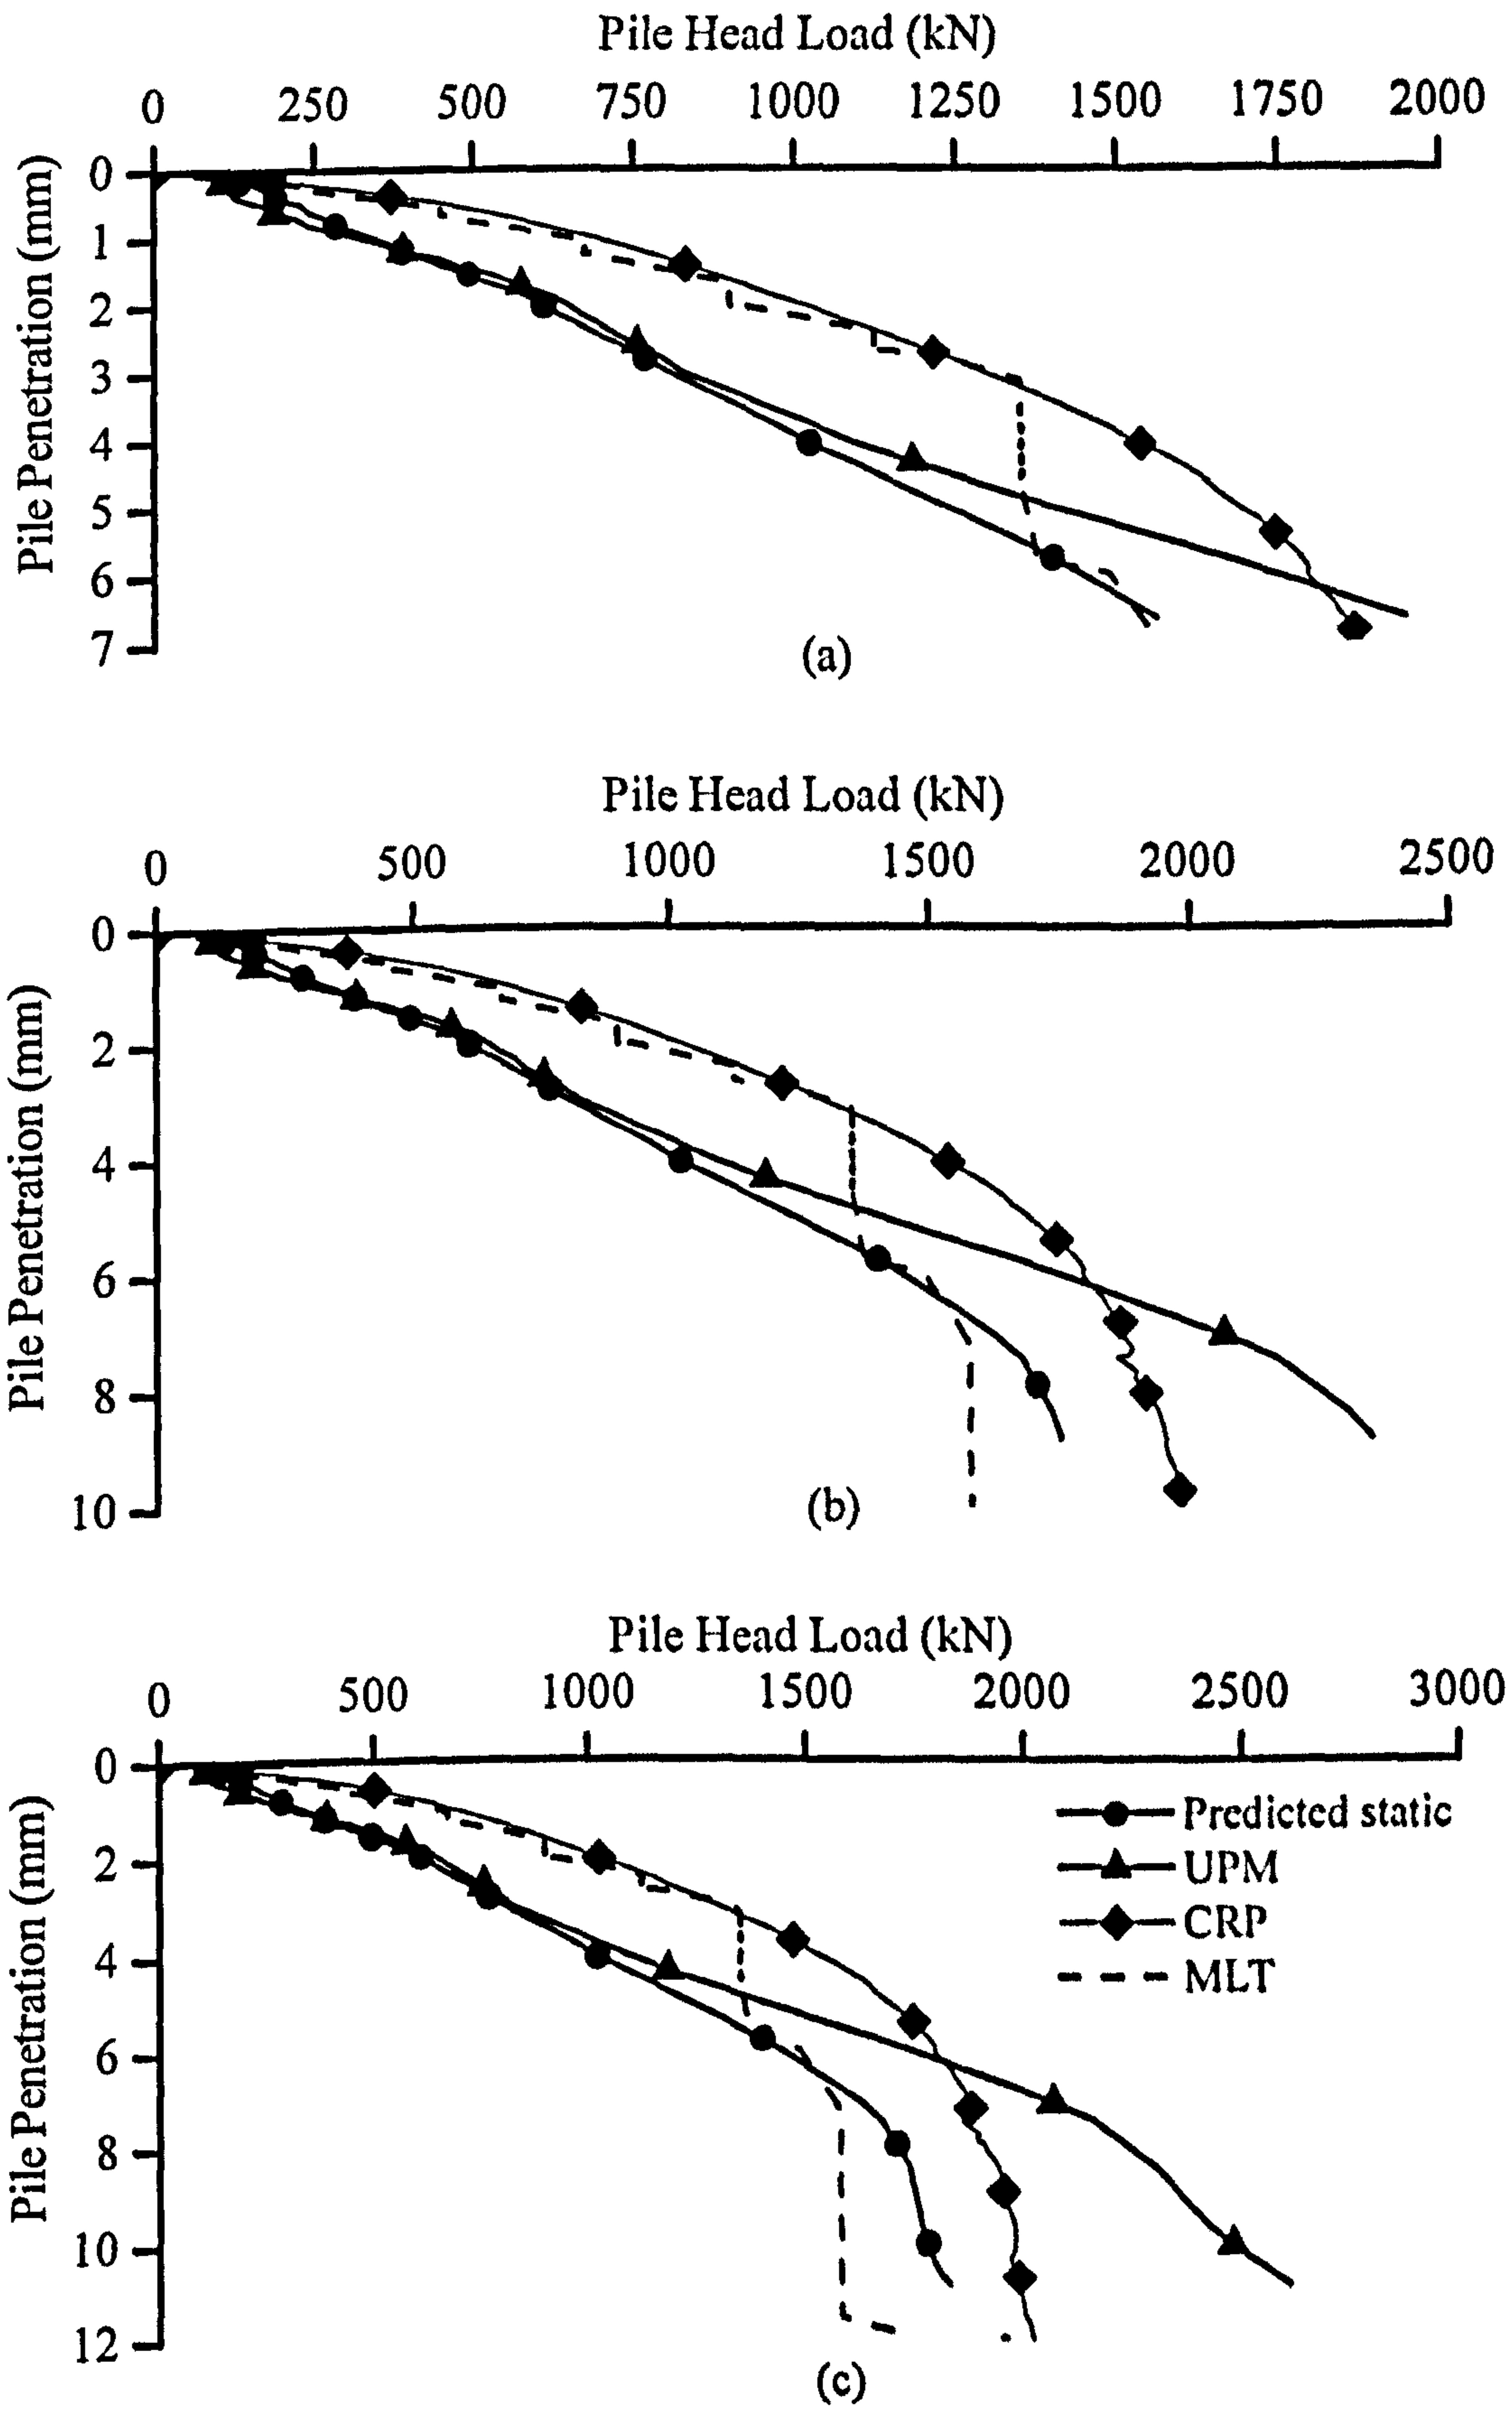 Pile Head Load (kN)
0 250 500 750 1000 1250 1500 1750 2000
Pile Penetration (mm)
0
1
2
3
4
5
6
7
(a)
Pile Head Load (kN)
0 500 1000 1500 2000 2500
Pile Penetration (mm)
0
2
4
6
8
10
(b)
Pile Head Load (kN)
0 500 1000 1500 2000 2500 3000
Pile Penetration (mm)
0
2
4
6
8
10
12
Predicted static
UPM
CRP
MLT
(c)